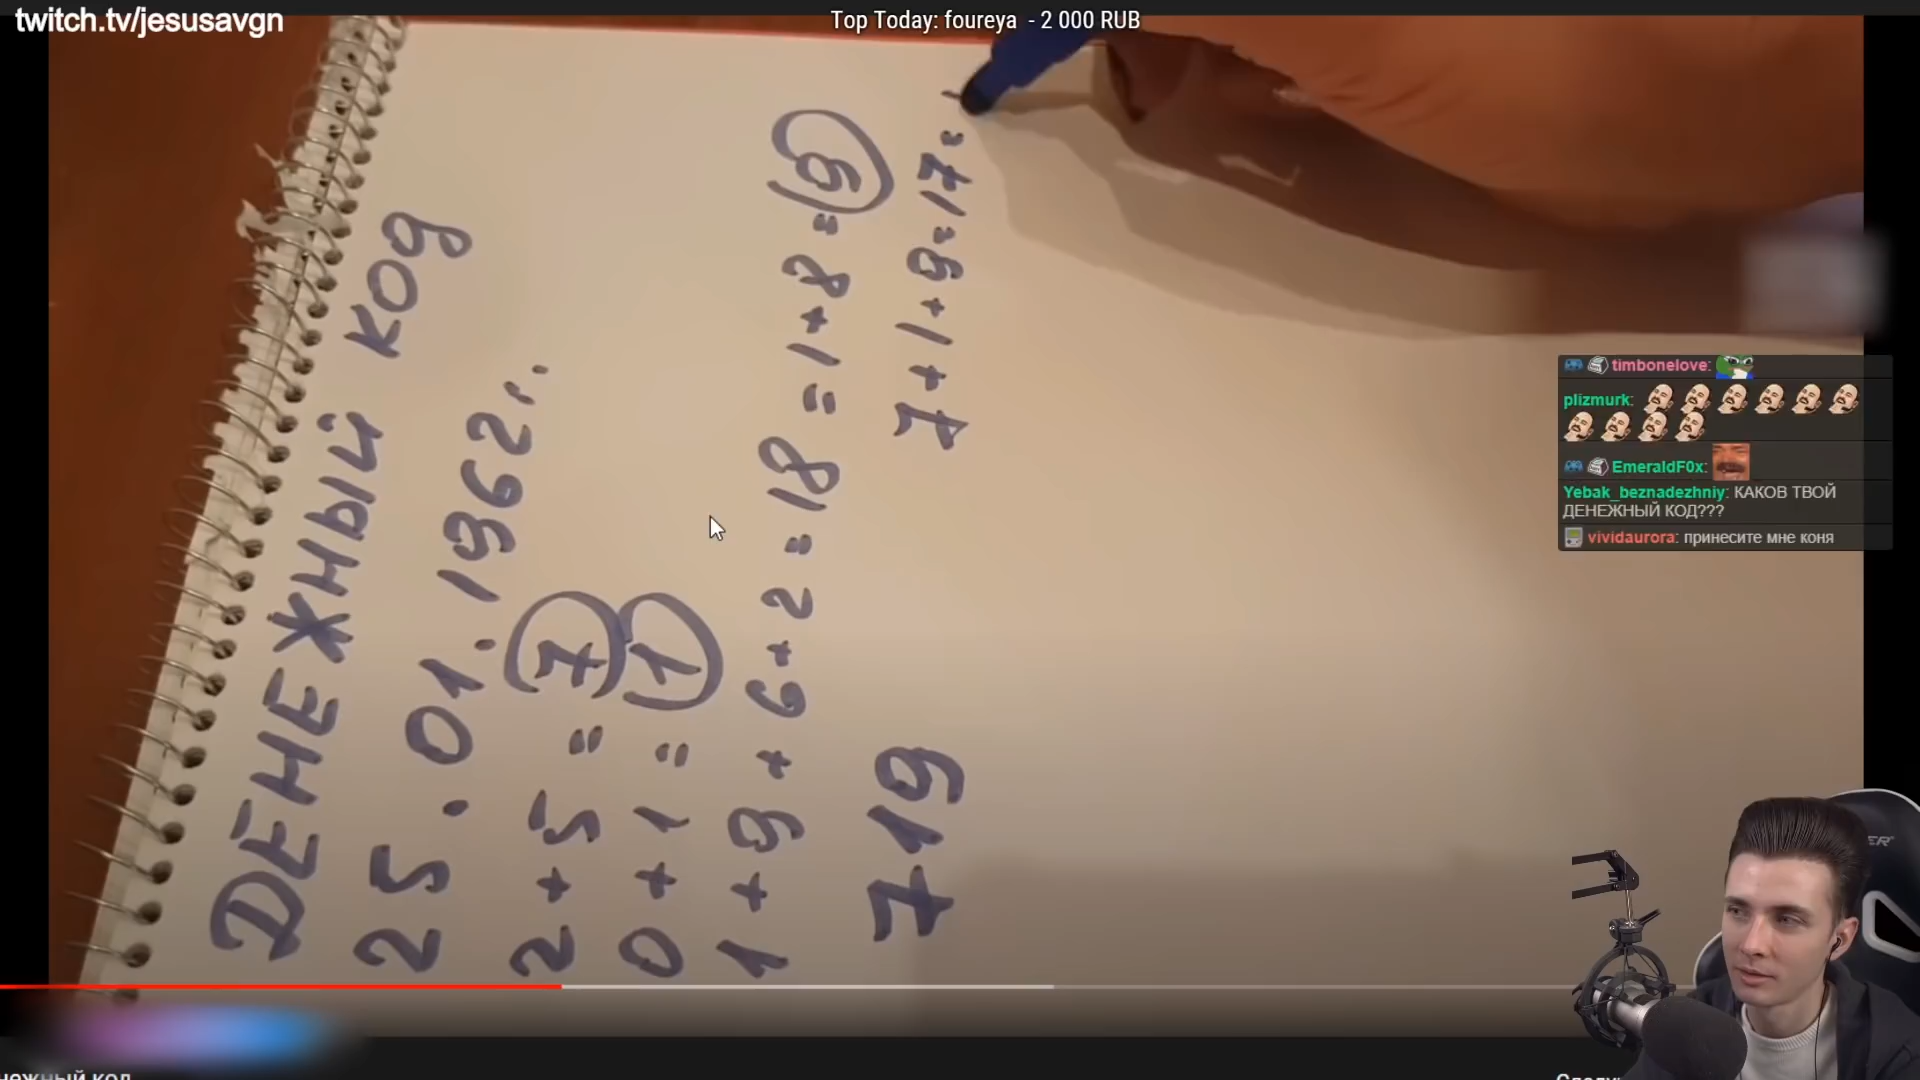 twitch.tv/jesusavgn
Top Today: foureya - 2 000 RUB
ДЕНЕЖНЫЙ КОД
25.01.1962г.
2+5=7
0+1=1
1+9+6+2=18=1+8=9
719 7+1+9=17=
timbonelove:
plizmurk:
EmeraldF0x:
Yebak_beznadezhniy: КАКОВ ТВОЙ
ДЕНЕЖНЫЙ КОД???
vividaurora: принесите мне коня